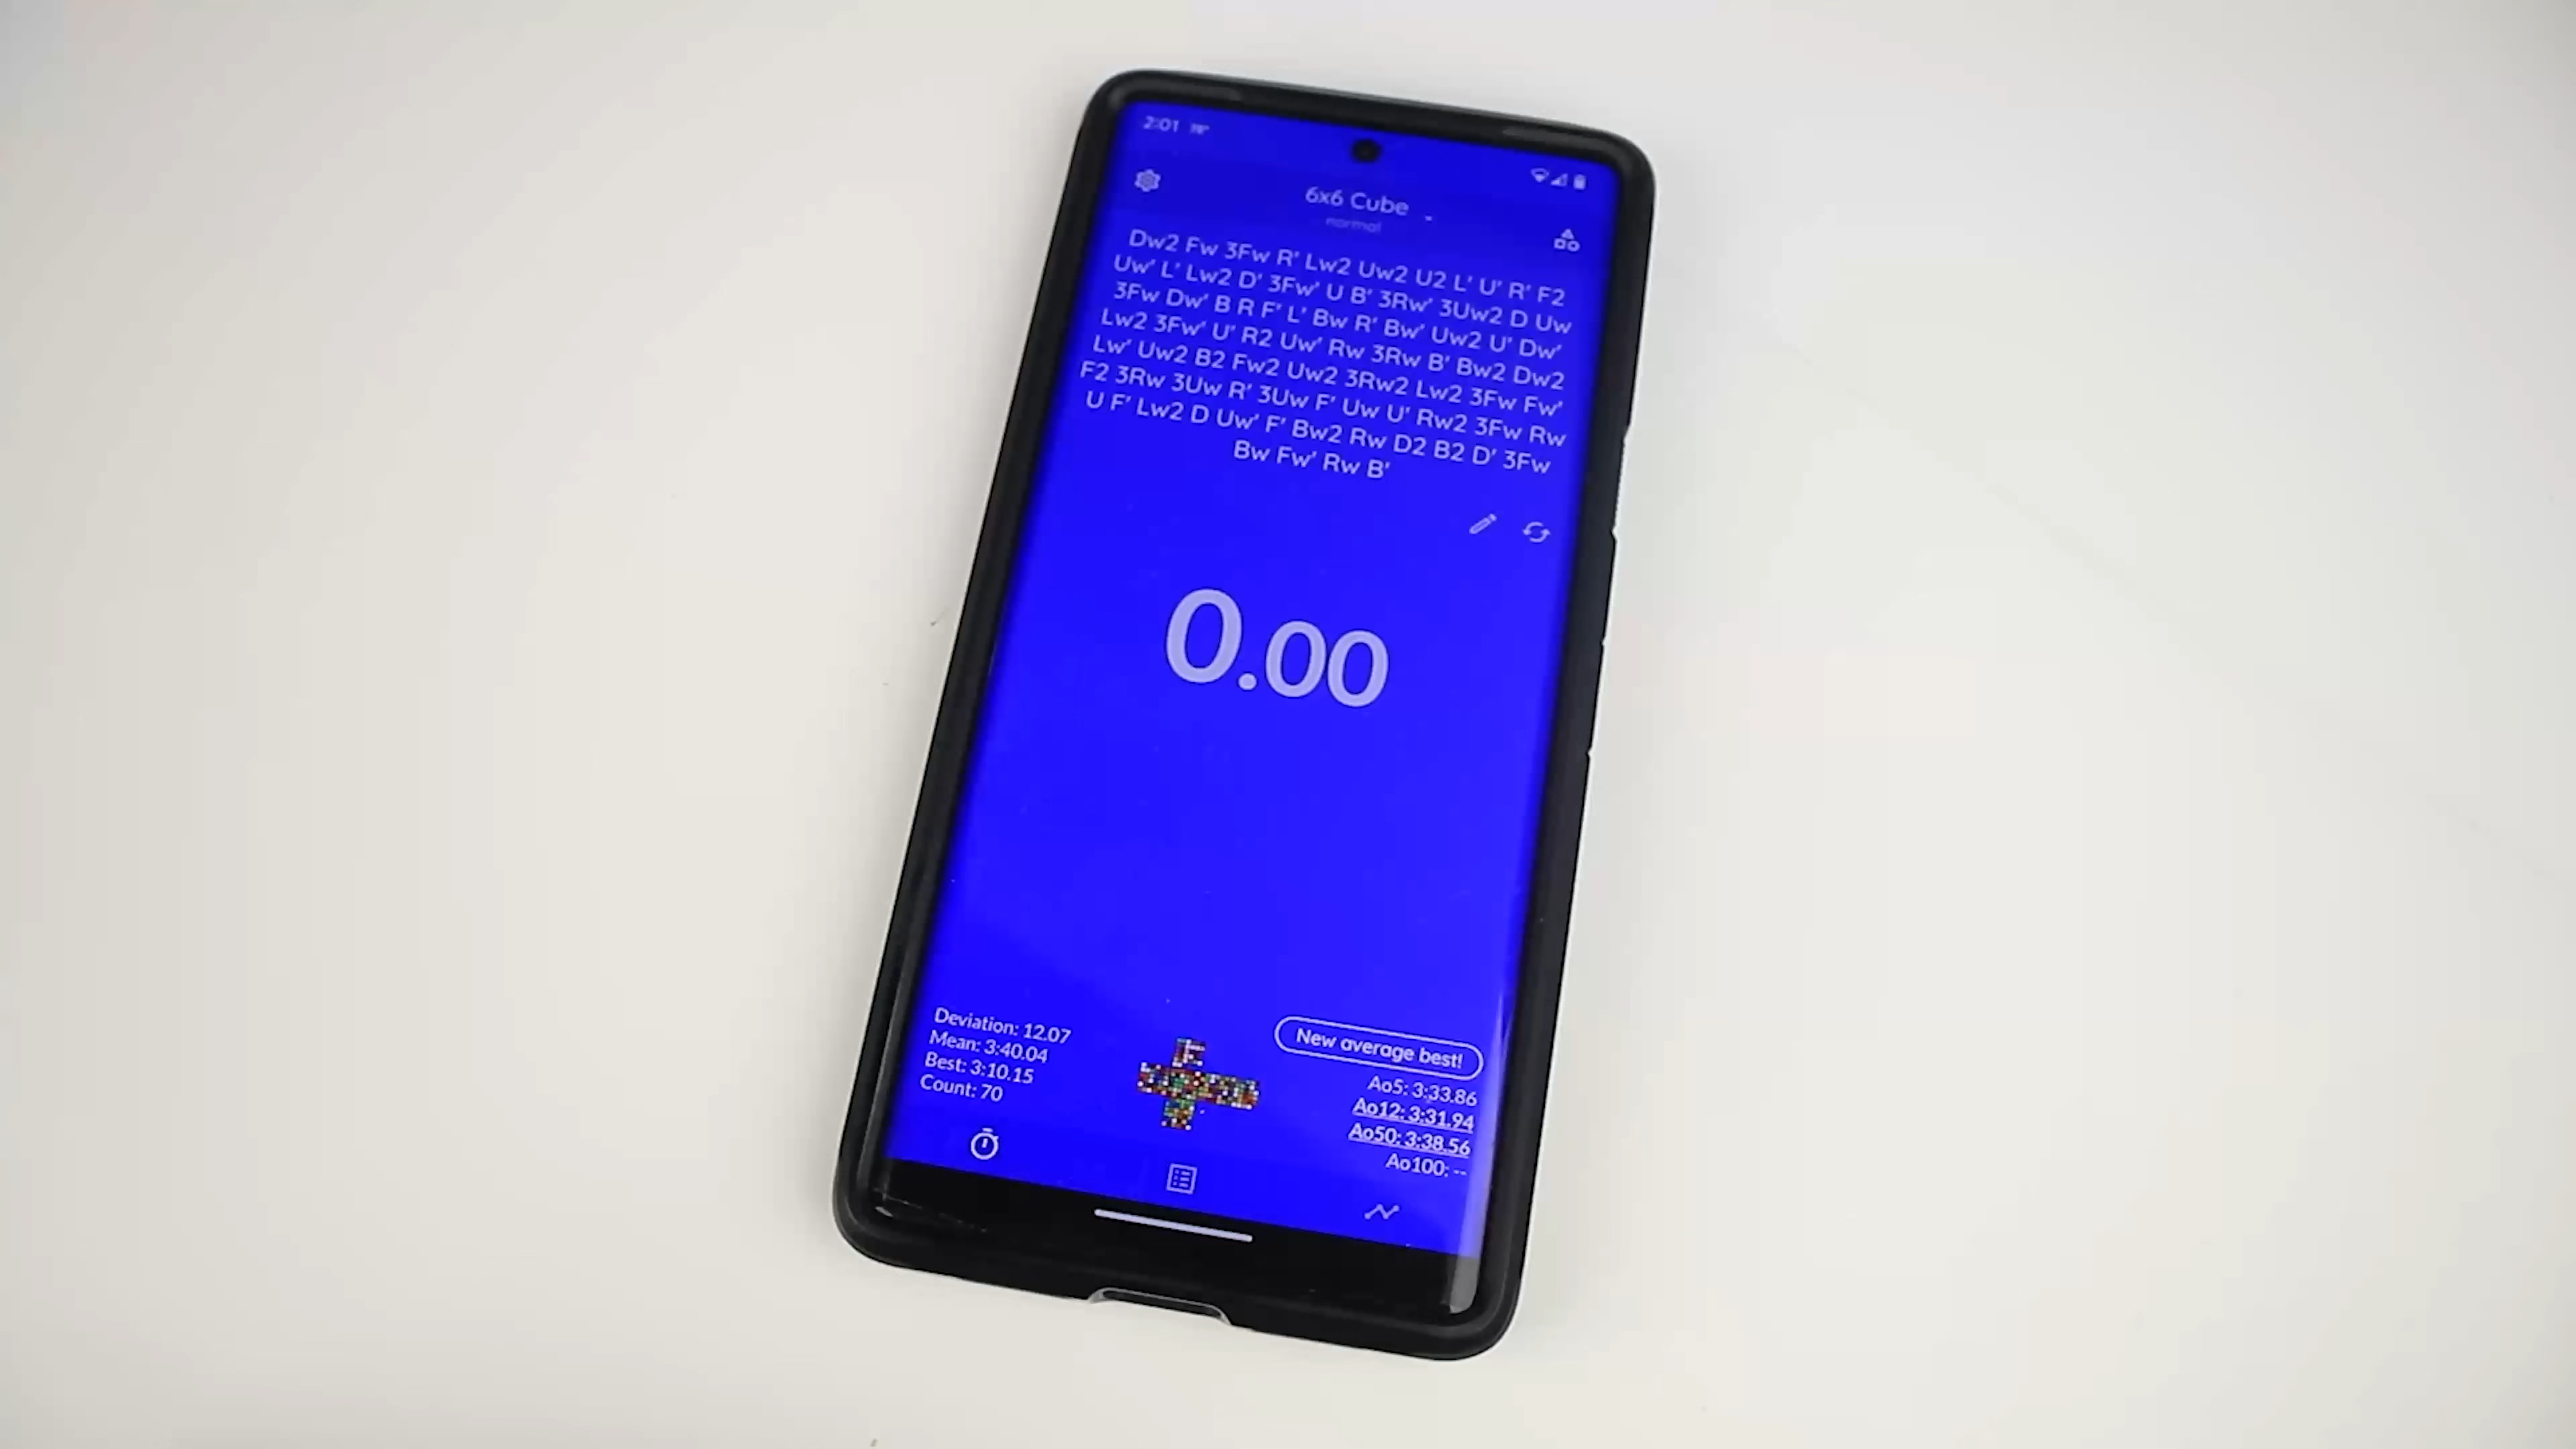 2:01 78°
6x6 Cube
normal
Dw2 Fw 3Fw R' Lw2 Uw2 U2 L' U' R' F2
Uw' L' Lw2 D' 3Fw' U B' 3Rw' 3Uw2 D Uw
3Fw Dw' B R F' L' Bw R' Bw' Uw2 U' Dw'
Lw2 3Fw' U' R2 Uw' Rw 3Rw B' Bw2 Dw2
Lw' Uw2 B2 Fw2 Uw2 3Rw2 Lw2 3Fw Fw'
F2 3Rw 3Uw R' 3Uw F' Uw U' Rw2 3Fw Rw
U F' Lw2 D Uw' F' Bw2 Rw D2 B2 D' 3Fw
Bw Fw' Rw B'
0.00
Deviation: 12.07
Mean: 3:40.04
Best: 3:10.15
Count: 70
New average best!
Ao5: 3:33.86
Ao12: 3:31.94
Ao50: 3:38.56
Ao100: --